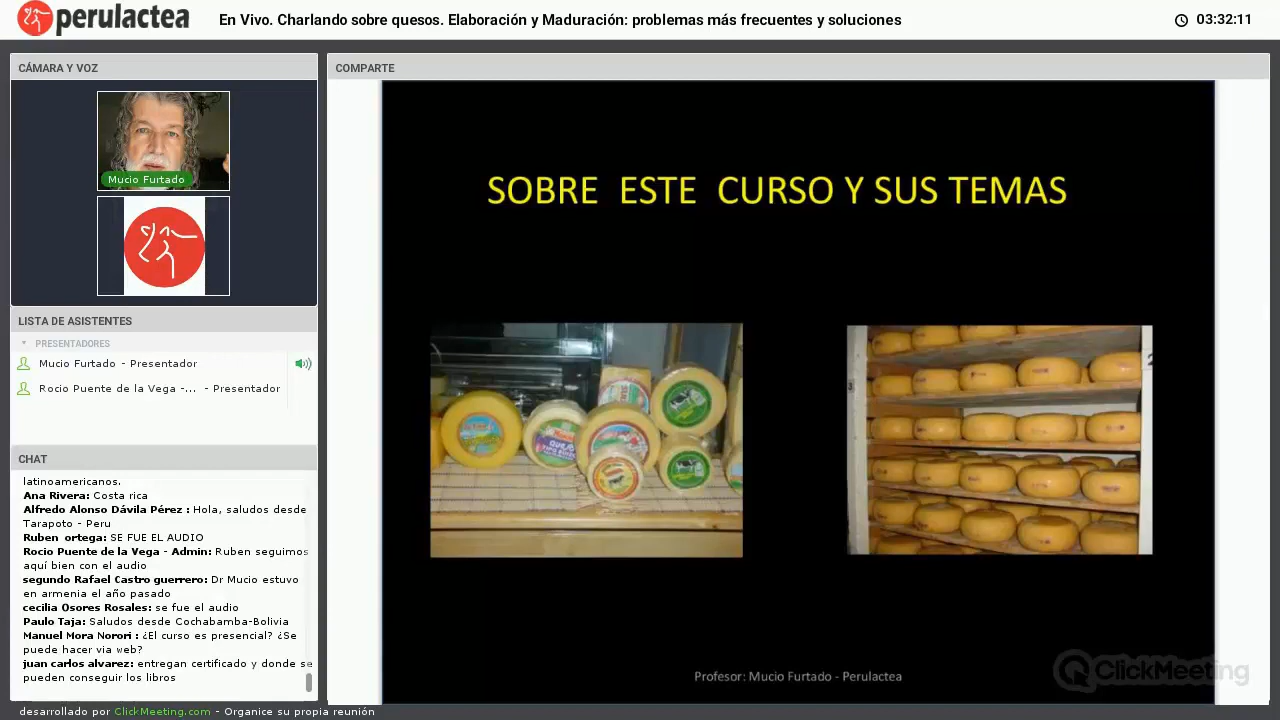 perulactea
En Vivo. Charlando sobre quesos. Elaboración y Maduración: problemas más frecuentes y soluciones
03:32:11
CÁMARA Y VOZ
Mucio Furtado
LISTA DE ASISTENTES
PRESENTADORES
Mucio Furtado - Presentador
Rocio Puente de la Vega -... - Presentador
CHAT
latinoamericanos.
Ana Rivera: Costa rica
Alfredo Alonso Dávila Pérez : Hola, saludos desde
Tarapoto - Peru
Ruben ortega: SE FUE EL AUDIO
Rocio Puente de la Vega - Admin: Ruben seguimos
aquí bien con el audio
segundo Rafael Castro guerrero: Dr Mucio estuvo
en armenia el año pasado
cecilia Osores Rosales: se fue el audio
Paulo Taja: Saludos desde Cochabamba-Bolivia
Manuel Mora Norori : ¿El curso es presencial? ¿Se
puede hacer via web?
juan carlos alvarez: entregan certificado y donde se
pueden conseguir los libros
COMPARTE
SOBRE ESTE CURSO Y SUS TEMAS
Profesor: Mucio Furtado - Perulactea
ClickMeeting
desarrollado por ClickMeeting.com - Organice su propia reunión